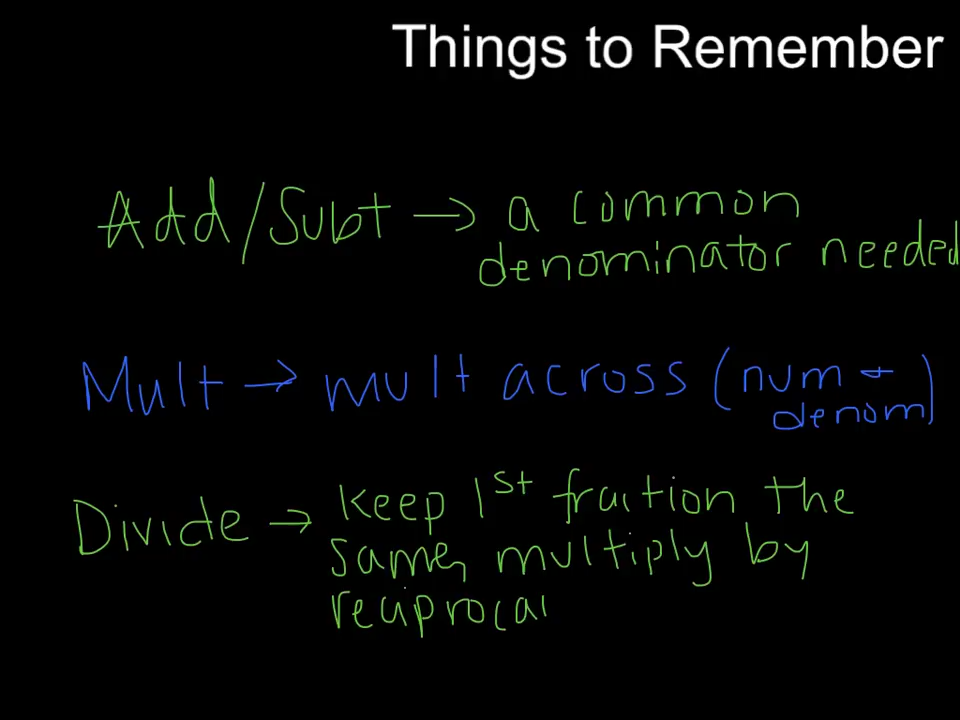 Things to Remember
Add/Subt → a common
denominator needed
Mult → mult across (num +
denom)
Divide → Keep 1st fraition the
same, multiply by
reciprocal